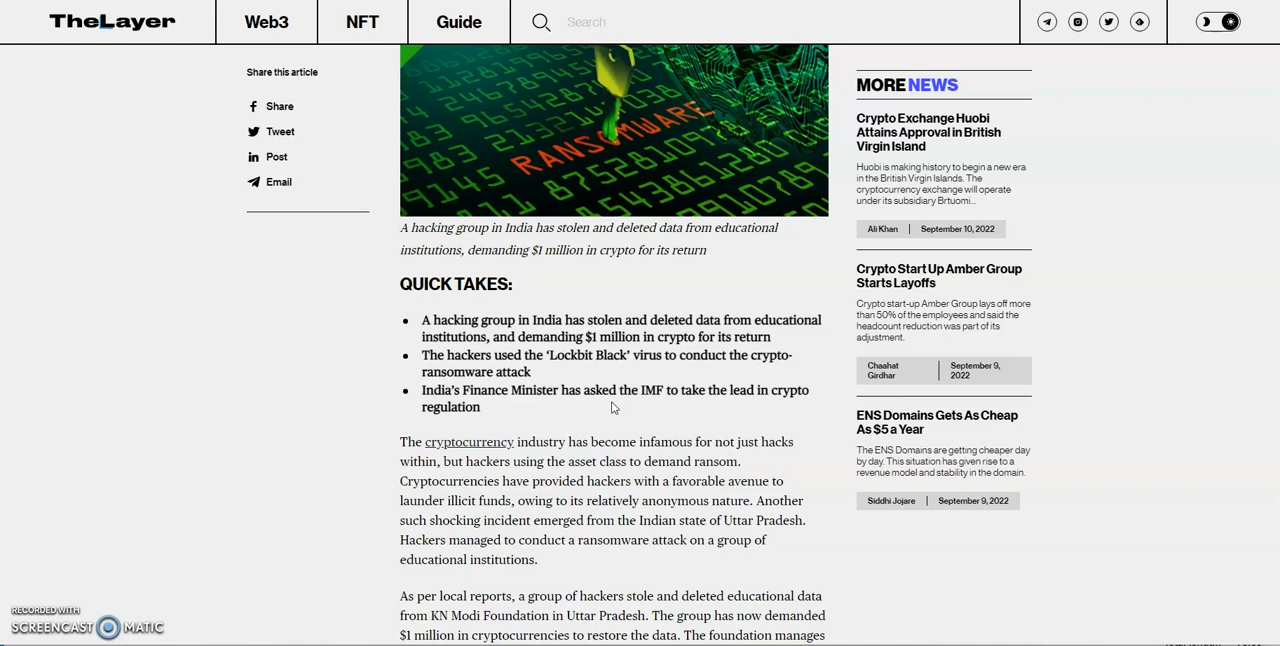 TheLayer
Web3
NFT
Guide
Search
Share this article
Share
Tweet
Post
Email
RANSOMWARE
A hacking group in India has stolen and deleted data from educational
institutions, demanding $1 million in crypto for its return
QUICK TAKES:
A hacking group in India has stolen and deleted data from educational
institutions, and demanding $1 million in crypto for its return
The hackers used the ‘Lockbit Black’ virus to conduct the crypto-
ransomware attack
India’s Finance Minister has asked the IMF to take the lead in crypto
regulation
The cryptocurrency industry has become infamous for not just hacks
within, but hackers using the asset class to demand ransom.
Cryptocurrencies have provided hackers with a favorable avenue to
launder illicit funds, owing to its relatively anonymous nature. Another
such shocking incident emerged from the Indian state of Uttar Pradesh.
Hackers managed to conduct a ransomware attack on a group of
educational institutions.
As per local reports, a group of hackers stole and deleted educational data
from KN Modi Foundation in Uttar Pradesh. The group has now demanded
$1 million in cryptocurrencies to restore the data. The foundation manages
MORE NEWS
Crypto Exchange Huobi
Attains Approval in British
Virgin Island
Huobi is making history to begin a new era
in the British Virgin Islands. The
cryptocurrency exchange will operate
under its subsidiary Brtuomi...
Ali Khan | September 10, 2022
Crypto Start Up Amber Group
Starts Layoffs
Crypto start-up Amber Group lays off more
than 50% of the employees and said the
headcount reduction was part of its
adjustment.
Chaahat
Girdhar
September 9,
2022
ENS Domains Gets As Cheap
As $5 a Year
The ENS Domains are getting cheaper day
by day. This situation has given rise to a
revenue model and stability in the domain.
Siddhi Jojare | September 9, 2022
RECORDED WITH
SCREENCAST MATIC